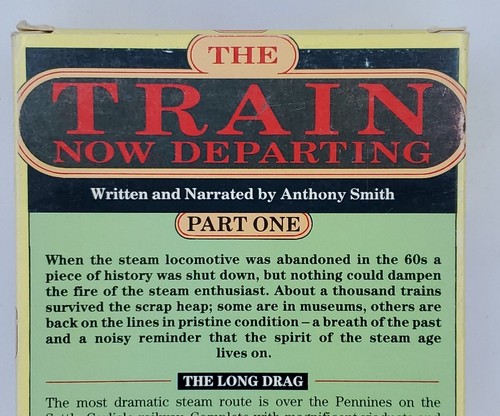 THE
TRAIN
NOW DEPARTING
Written and Narrated by Anthony Smith
PART ONE
When the steam locomotive was abandoned in the 60s a
piece of history was shut down, but nothing could dampen
the fire of the steam enthusiast. About a thousand trains
survived the scrap heap; some are in museums, others are
back on the lines in pristine condition – a breath of the past
and a noisy reminder that the spirit of the steam age
lives on.
THE LONG DRAG
The most dramatic steam route is over the Pennines on the